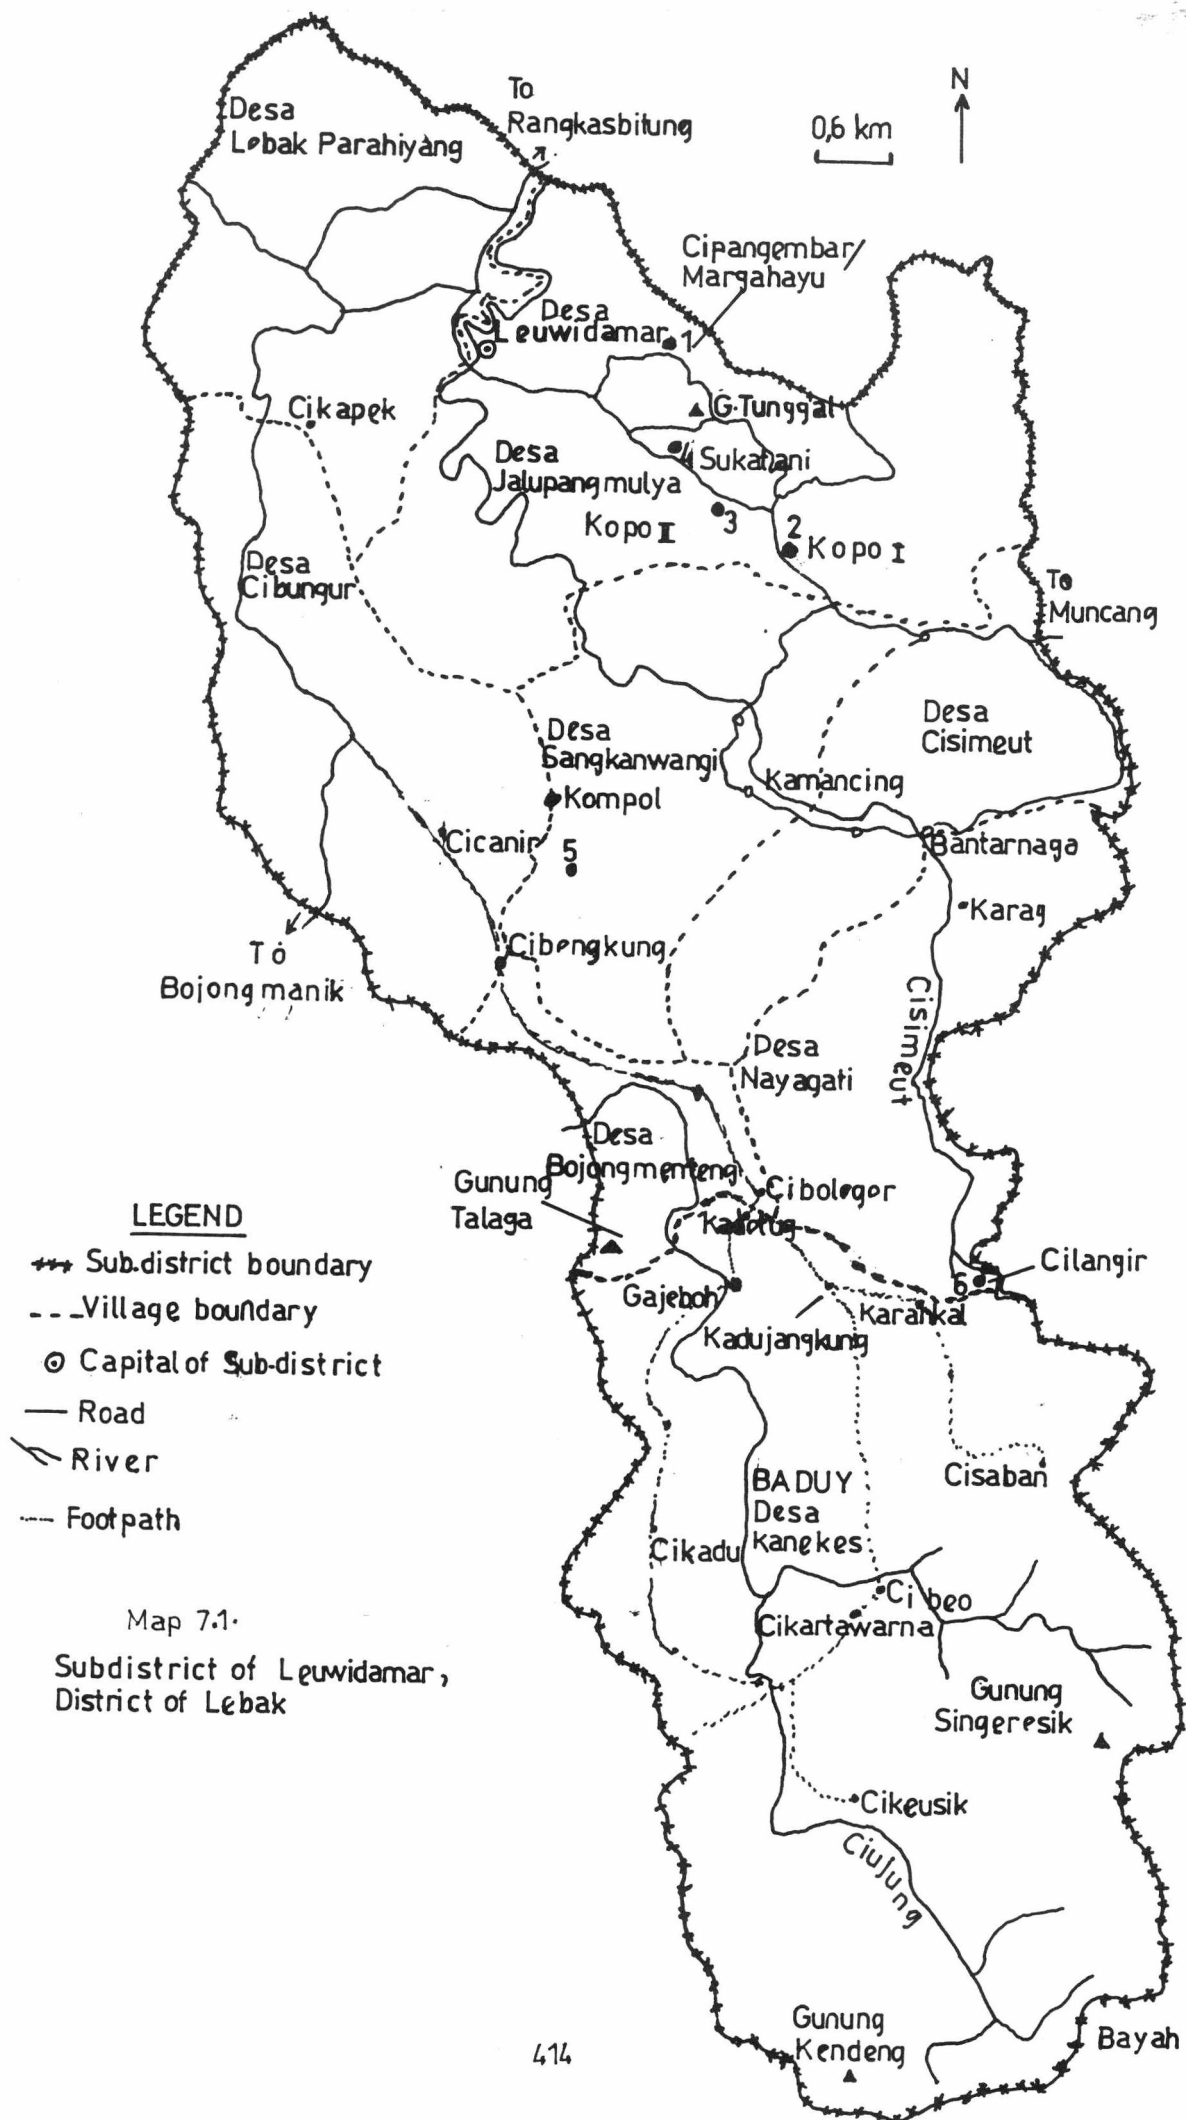 N
To
Rangkasbitung
0,6 km
Desa
Lebak Parahiyang
Cipangembar/
Margahayu
Desa
Leuwidamar
1
G.Tunggal
Cikapek
4 Sukatani
Desa
Jalupangmulya
3
2
Kopo II
Kopo I
Desa
Cibungur
To
Muncang
Desa
Sangkanwangi
Desa
Cisimeut
Kamancing
Kompol
Cicanir
5
Bantarnaga
Karag
Cibengkung
To
Bojongmanik
Cisimeut
Desa
Nayagati
Desa
Bojongmenteng
Gunung
Talaga
Cibolegor
Kaduketug
Cilangir
6
Gajeboh
Karahkal
Kadujangkung
LEGEND
Sub.district boundary
Village boundary
Capital of Sub-district
Road
River
Footpath
Cisaban
BADUY
Desa
Kanekes
Cikadu
Cibeo
Cikartawarna
Map 7.1.
Subdistrict of Leuwidamar,
District of Lebak
Gunung
Singeresik
Cikeusik
Ciujung
Gunung
Kendeng
Bayah
414